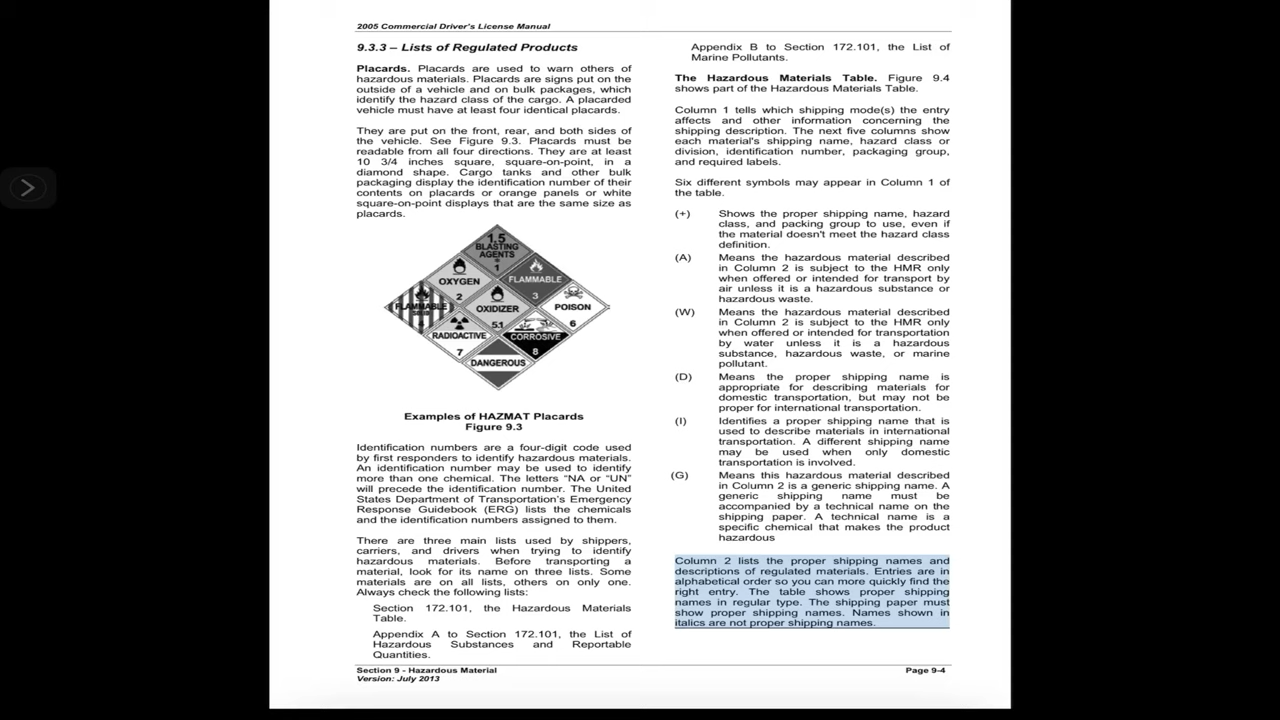 2005 Commercial Driver's License Manual
9.3.3 – Lists of Regulated Products
Placards. Placards are used to warn others of
hazardous materials. Placards are signs put on the
outside of a vehicle and on bulk packages, which
identify the hazard class of the cargo. A placarded
vehicle must have at least four identical placards.
They are put on the front, rear, and both sides of
the vehicle. See Figure 9.3. Placards must be
readable from all four directions. They are at least
10 3/4 inches square, square-on-point, in a
diamond shape. Cargo tanks and other bulk
packaging display the identification number of their
contents on placards or orange panels or white
square-on-point displays that are the same size as
placards.
1.5
BLASTING
AGENTS
*
1
OXYGEN
2
FLAMMABLE
3
FLAMMABLE
SOLID
OXIDIZER
5.1
POISON
6
RADIOACTIVE
7
CORROSIVE
8
DANGEROUS
Examples of HAZMAT Placards
Figure 9.3
Identification numbers are a four-digit code used
by first responders to identify hazardous materials.
An identification number may be used to identify
more than one chemical. The letters “NA or “UN”
will precede the identification number. The United
States Department of Transportation’s Emergency
Response Guidebook (ERG) lists the chemicals
and the identification numbers assigned to them.
There are three main lists used by shippers,
carriers, and drivers when trying to identify
hazardous materials. Before transporting a
material, look for its name on three lists. Some
materials are on all lists, others on only one.
Always check the following lists:
Section 172.101, the Hazardous Materials
Table.
Appendix A to Section 172.101, the List of
Hazardous Substances and Reportable
Quantities.
Appendix B to Section 172.101, the List of
Marine Pollutants.
The Hazardous Materials Table. Figure 9.4
shows part of the Hazardous Materials Table.
Column 1 tells which shipping mode(s) the entry
affects and other information concerning the
shipping description. The next five columns show
each material's shipping name, hazard class or
division, identification number, packaging group,
and required labels.
Six different symbols may appear in Column 1 of
the table.
(+) Shows the proper shipping name, hazard
class, and packing group to use, even if
the material doesn't meet the hazard class
definition.
(A) Means the hazardous material described
in Column 2 is subject to the HMR only
when offered or intended for transport by
air unless it is a hazardous substance or
hazardous waste.
(W) Means the hazardous material described
in Column 2 is subject to the HMR only
when offered or intended for transportation
by water unless it is a hazardous
substance, hazardous waste, or marine
pollutant.
(D) Means the proper shipping name is
appropriate for describing materials for
domestic transportation, but may not be
proper for international transportation.
(I) Identifies a proper shipping name that is
used to describe materials in international
transportation. A different shipping name
may be used when only domestic
transportation is involved.
(G) Means this hazardous material described
in Column 2 is a generic shipping name. A
generic shipping name must be
accompanied by a technical name on the
shipping paper. A technical name is a
specific chemical that makes the product
hazardous
Column 2 lists the proper shipping names and
descriptions of regulated materials. Entries are in
alphabetical order so you can more quickly find the
right entry. The table shows proper shipping
names in regular type. The shipping paper must
show proper shipping names. Names shown in
italics are not proper shipping names.
Section 9 - Hazardous Material
Page 9-4
Version: July 2013